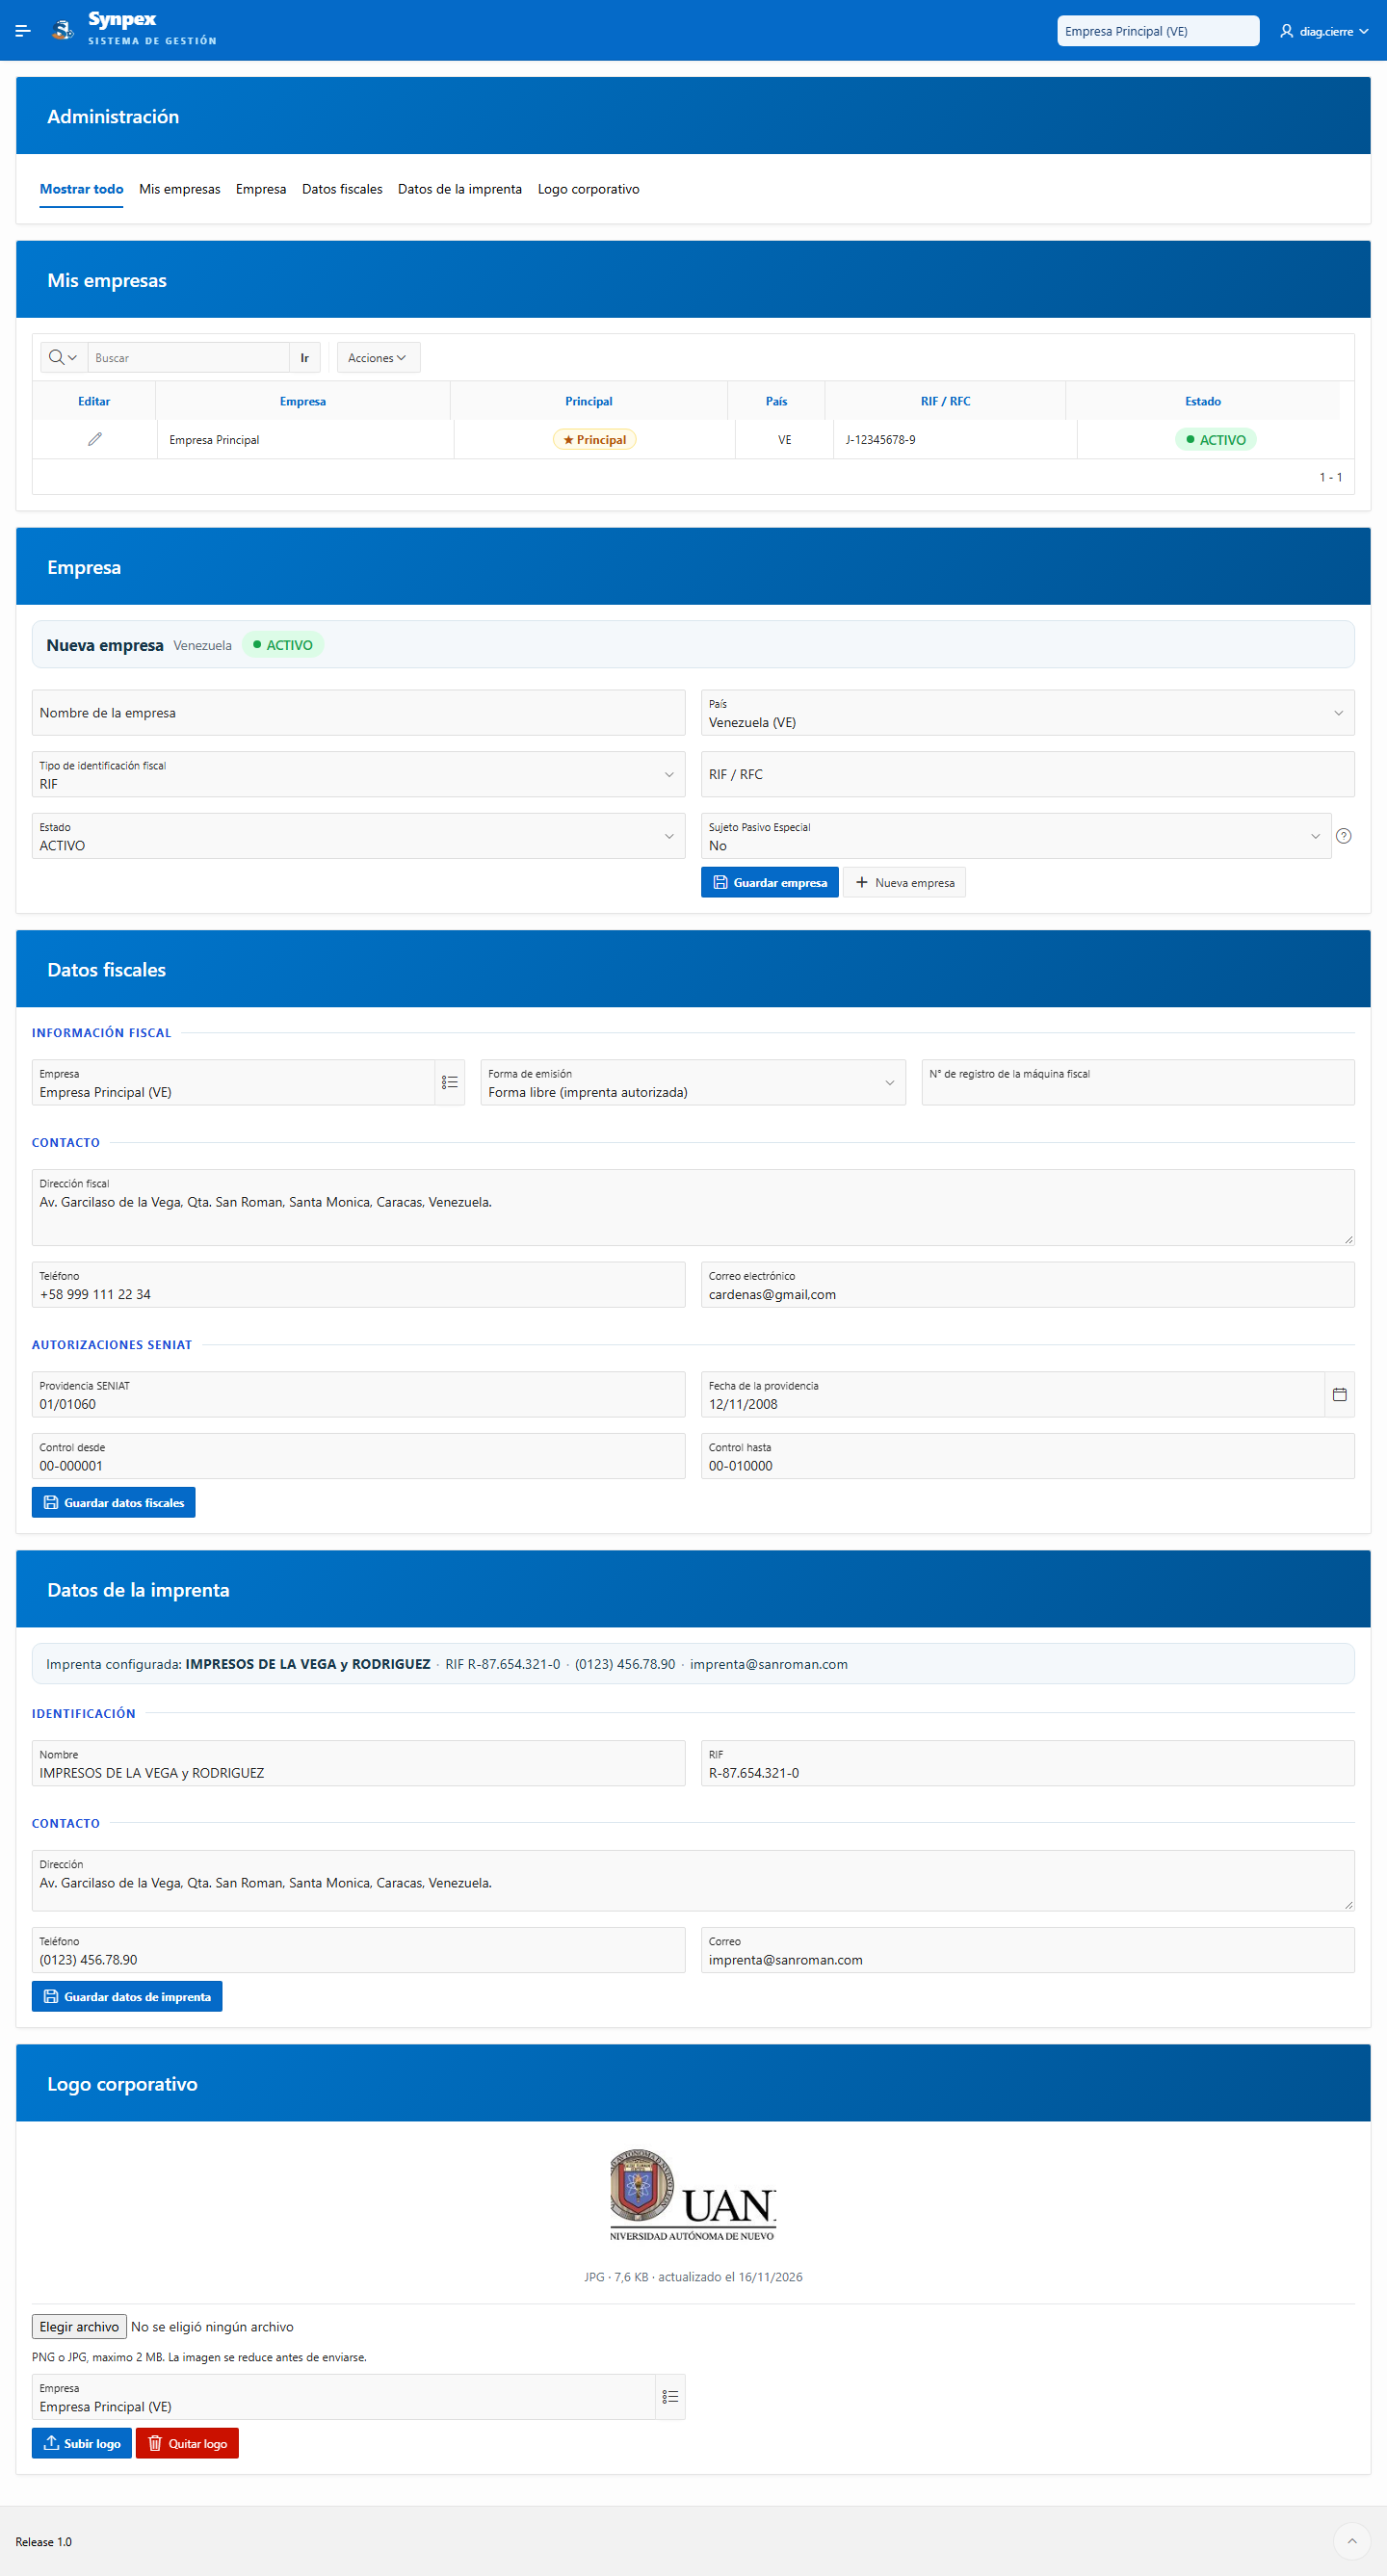 Synpex
SISTEMA DE GESTIÓN
Empresa Principal (VE)
diag.cierre
Administración
Mostrar todo Mis empresas Empresa Datos fiscales Datos de la imprenta Logo corporativo
Mis empresas
Buscar Ir Acciones
Editar Empresa Principal País RIF / RFC Estado
Empresa Principal ★ Principal VE J-12345678-9 ACTIVO
1 - 1
Empresa
Nueva empresa Venezuela ACTIVO
Nombre de la empresa
País
Venezuela (VE)
Tipo de identificación fiscal
RIF
RIF / RFC
Estado
ACTIVO
Sujeto Pasivo Especial
No
Guardar empresa + Nueva empresa
Datos fiscales
INFORMACIÓN FISCAL
Empresa
Empresa Principal (VE)
Forma de emisión
Forma libre (imprenta autorizada)
N° de registro de la máquina fiscal
CONTACTO
Dirección fiscal
Av. Garcilaso de la Vega, Qta. San Roman, Santa Monica, Caracas, Venezuela.
Teléfono
+58 999 111 22 34
Correo electrónico
cardenas@gmail,com
AUTORIZACIONES SENIAT
Providencia SENIAT
01/01060
Fecha de la providencia
12/11/2008
Control desde
00-000001
Control hasta
00-010000
Guardar datos fiscales
Datos de la imprenta
Imprenta configurada: IMPRESOS DE LA VEGA y RODRIGUEZ · RIF R-87.654.321-0 · (0123) 456.78.90 · imprenta@sanroman.com
IDENTIFICACIÓN
Nombre
IMPRESOS DE LA VEGA y RODRIGUEZ
RIF
R-87.654.321-0
CONTACTO
Dirección
Av. Garcilaso de la Vega, Qta. San Roman, Santa Monica, Caracas, Venezuela.
Teléfono
(0123) 456.78.90
Correo
imprenta@sanroman.com
Guardar datos de imprenta
Logo corporativo
UAN
NIVERSIDAD AUTÓNOMA DE NUEVO
JPG · 7,6 KB · actualizado el 16/11/2026
Elegir archivo No se eligió ningún archivo
PNG o JPG, maximo 2 MB. La imagen se reduce antes de enviarse.
Empresa
Empresa Principal (VE)
Subir logo Quitar logo
Release 1.0